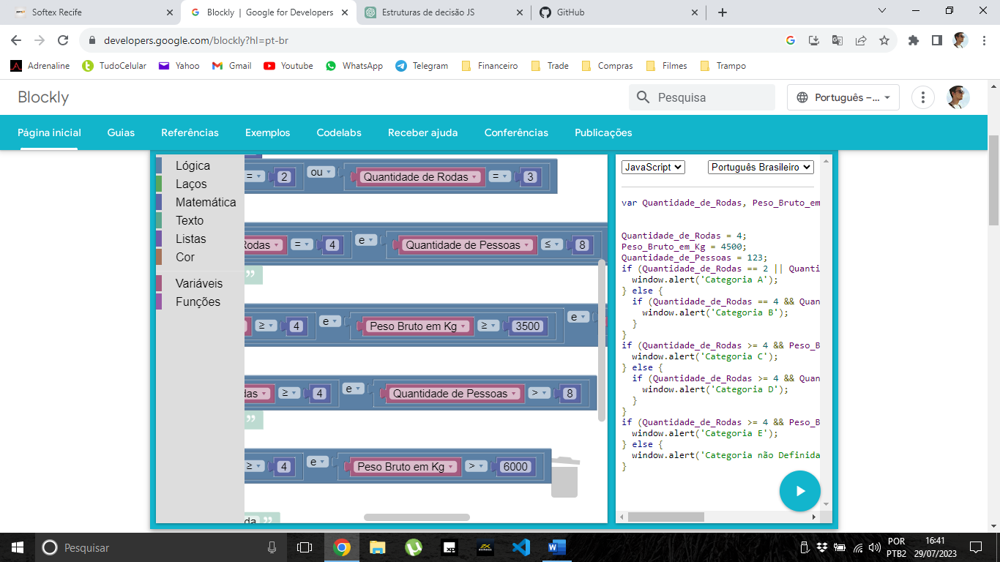 Softex Recife
Blockly | Google for Developers
Estruturas de decisão JS
GitHub
developers.google.com/blockly?hl=pt-br
Adrenaline
TudoCelular
Yahoo
Gmail
Youtube
WhatsApp
Telegram
Financeiro
Trade
Compras
Filmes
Trampo
Blockly
Pesquisa
Português –...
Página inicial
Guias
Referências
Exemplos
Codelabs
Receber ajuda
Conferências
Publicações
Lógica
Laços
Matemática
Texto
Listas
Cor
Variáveis
Funções
= 2 ou Quantidade de Rodas = 3
Rodas = 4 e Quantidade de Pessoas ≤ 8
”
≥ 4 e Peso Bruto em Kg ≥ 3500 e
das ≥ 4 e Quantidade de Pessoas > 8
”
≥ 4 e Peso Bruto em Kg > 6000
da ”
JavaScript
Português Brasileiro
var Quantidade_de_Rodas, Peso_Bruto_em
Quantidade_de_Rodas = 4;
Peso_Bruto_em_Kg = 4500;
Quantidade_de_Pessoas = 123;
if (Quantidade_de_Rodas == 2 || Quanti
window.alert('Categoria A');
} else {
if (Quantidade_de_Rodas == 4 && Quan
window.alert('Categoria B');
}
}
if (Quantidade_de_Rodas >= 4 && Peso_B
window.alert('Categoria C');
} else {
if (Quantidade_de_Rodas >= 4 && Quan
window.alert('Categoria D');
}
}
if (Quantidade_de_Rodas >= 4 && Peso_B
window.alert('Categoria E');
} else {
window.alert('Categoria não Definida
}
Pesquisar
xp
POR
PTB2
16:41
29/07/2023